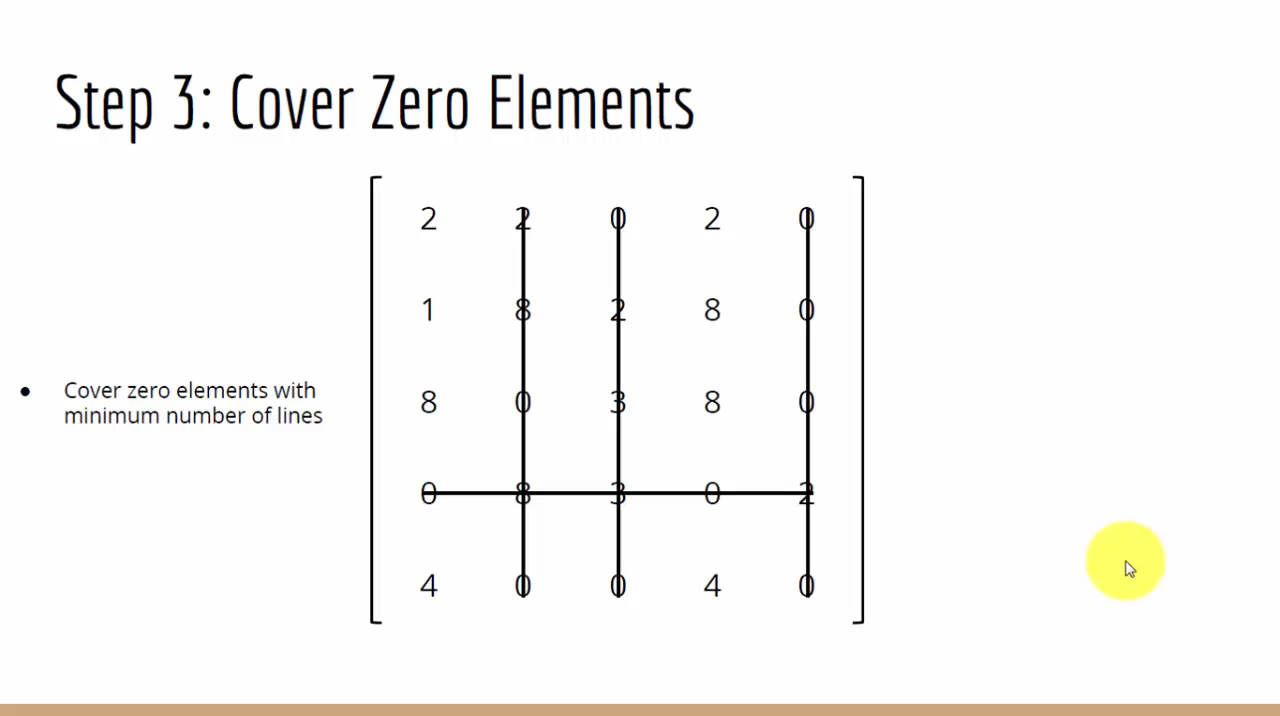 Step 3: Cover Zero Elements
2 2 0 2 0
1 8 2 8 0
● Cover zero elements with
minimum number of lines
8 0 3 8 0
0 8 3 0 2
4 0 0 4 0